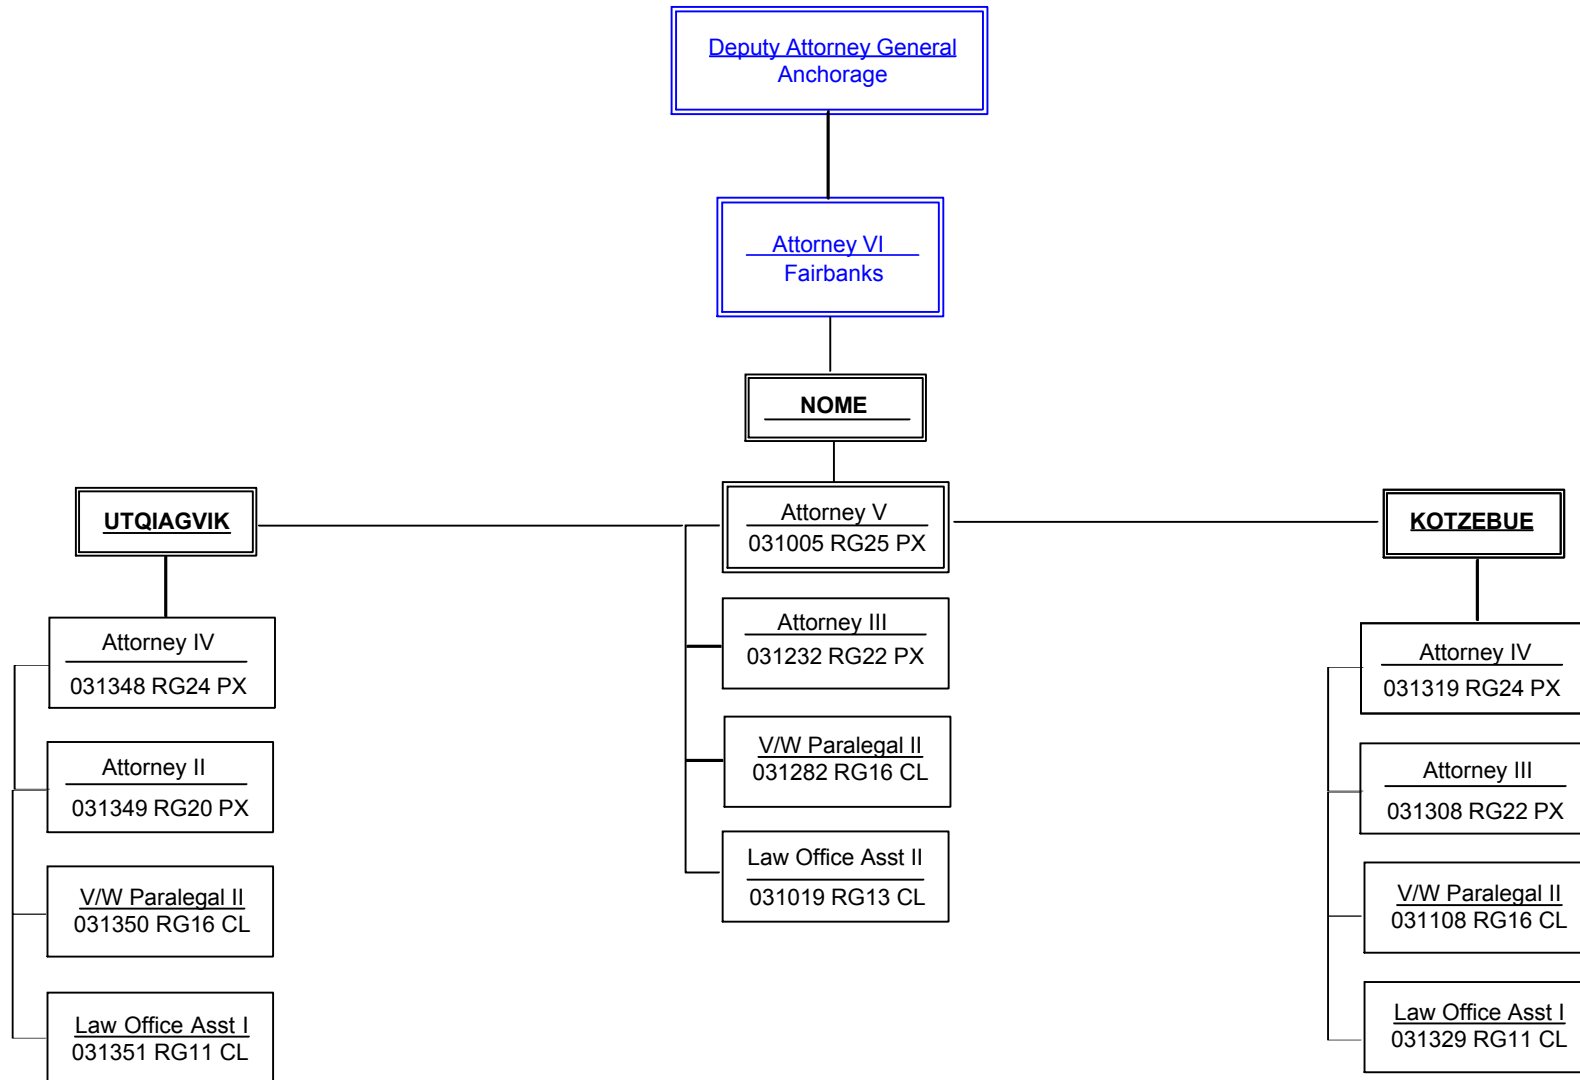 Deputy Attorney General
Anchorage
Attorney VI
Fairbanks
NOME
UTQIAGVIK
Attorney IV
031348 RG24 PX
Attorney II
031349 RG20 PX
V/W Paralegal II
031350 RG16 CL
Law Office Asst I
031351 RG11 CL
Attorney V
031005 RG25 PX
Attorney III
031232 RG22 PX
V/W Paralegal II
031282 RG16 CL
Law Office Asst II
031019 RG13 CL
KOTZEBUE
Attorney IV
031319 RG24 PX
Attorney III
031308 RG22 PX
V/W Paralegal II
031108 RG16 CL
Law Office Asst I
031329 RG11 CL